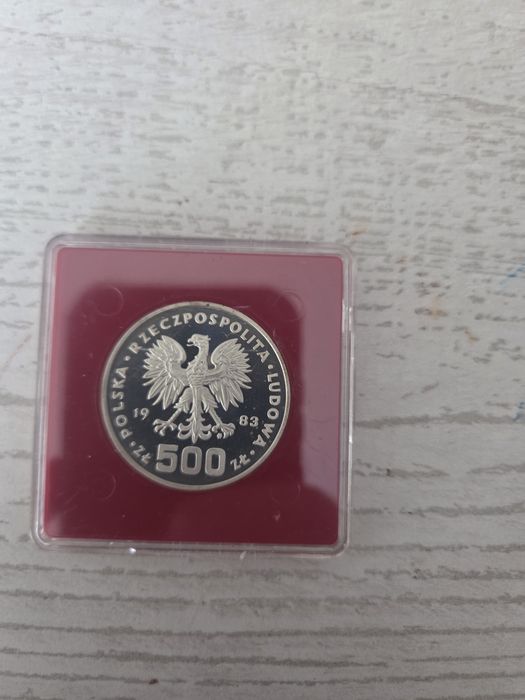 ZŁ · POLSKA · RZECZPOSPOLITA · LUDOWA · ZŁ
19 83
500